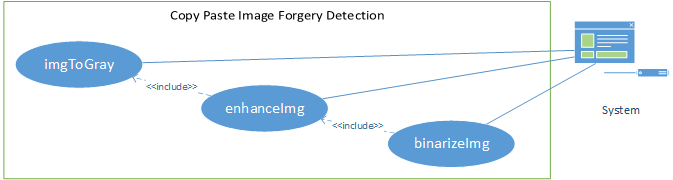 Copy Paste Image Forgery Detection
imgToGray
<<include>>
enhanceImg
<<include>>
binarizeImg
System